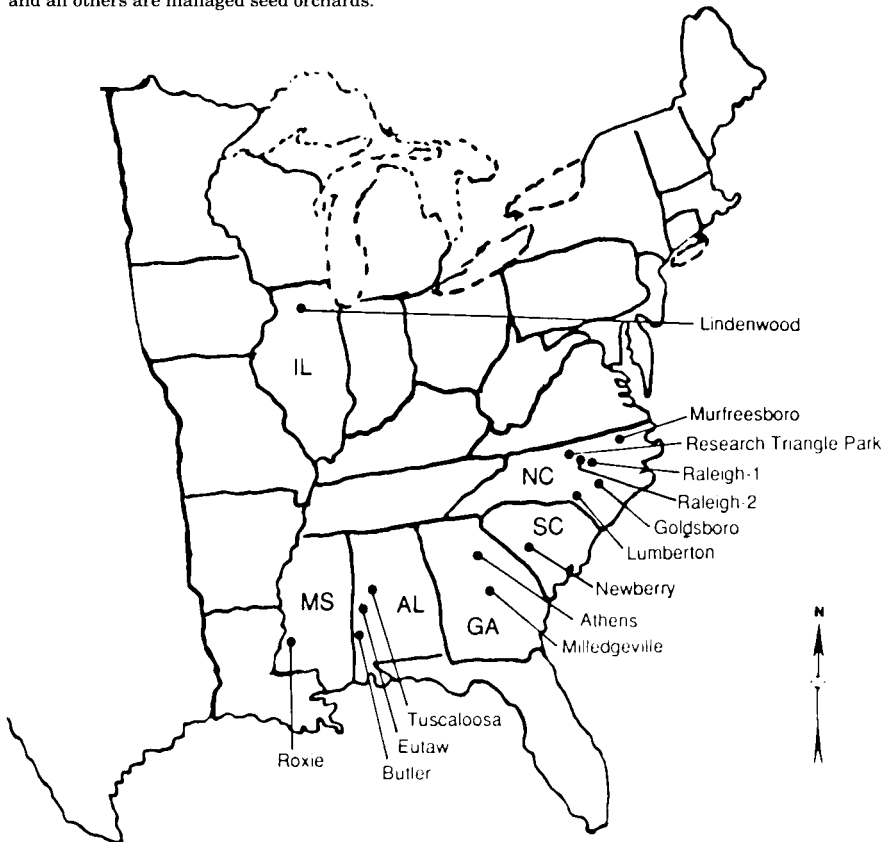 and all others are managed seed orchards.
Lindenwood
IL
Murfreesboro
Research Triangle Park
NC
Raleigh-1
Raleigh-2
Goldsboro
SC
Lumberton
Newberry
MS
AL
Athens
GA
Milledgeville
N
Tuscaloosa
Eutaw
Roxie
Butler